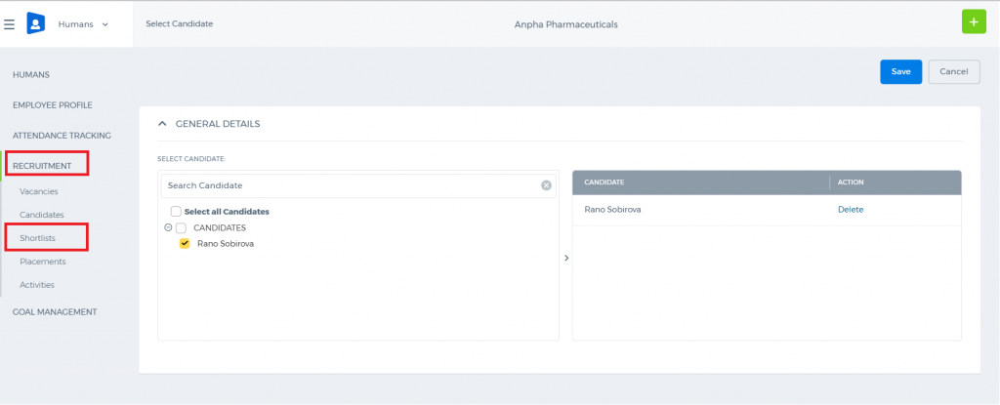 Humans
Select Candidate
Anpha Pharmaceuticals
+
HUMANS
EMPLOYEE PROFILE
ATTENDANCE TRACKING
RECRUITMENT
Vacancies
Candidates
Shortlists
Placements
Activities
GOAL MANAGEMENT
Save
Cancel
GENERAL DETAILS
SELECT CANDIDATE:
Search Candidate
Select all Candidates
CANDIDATES
Rano Sobirova
CANDIDATE
ACTION
Rano Sobirova
Delete